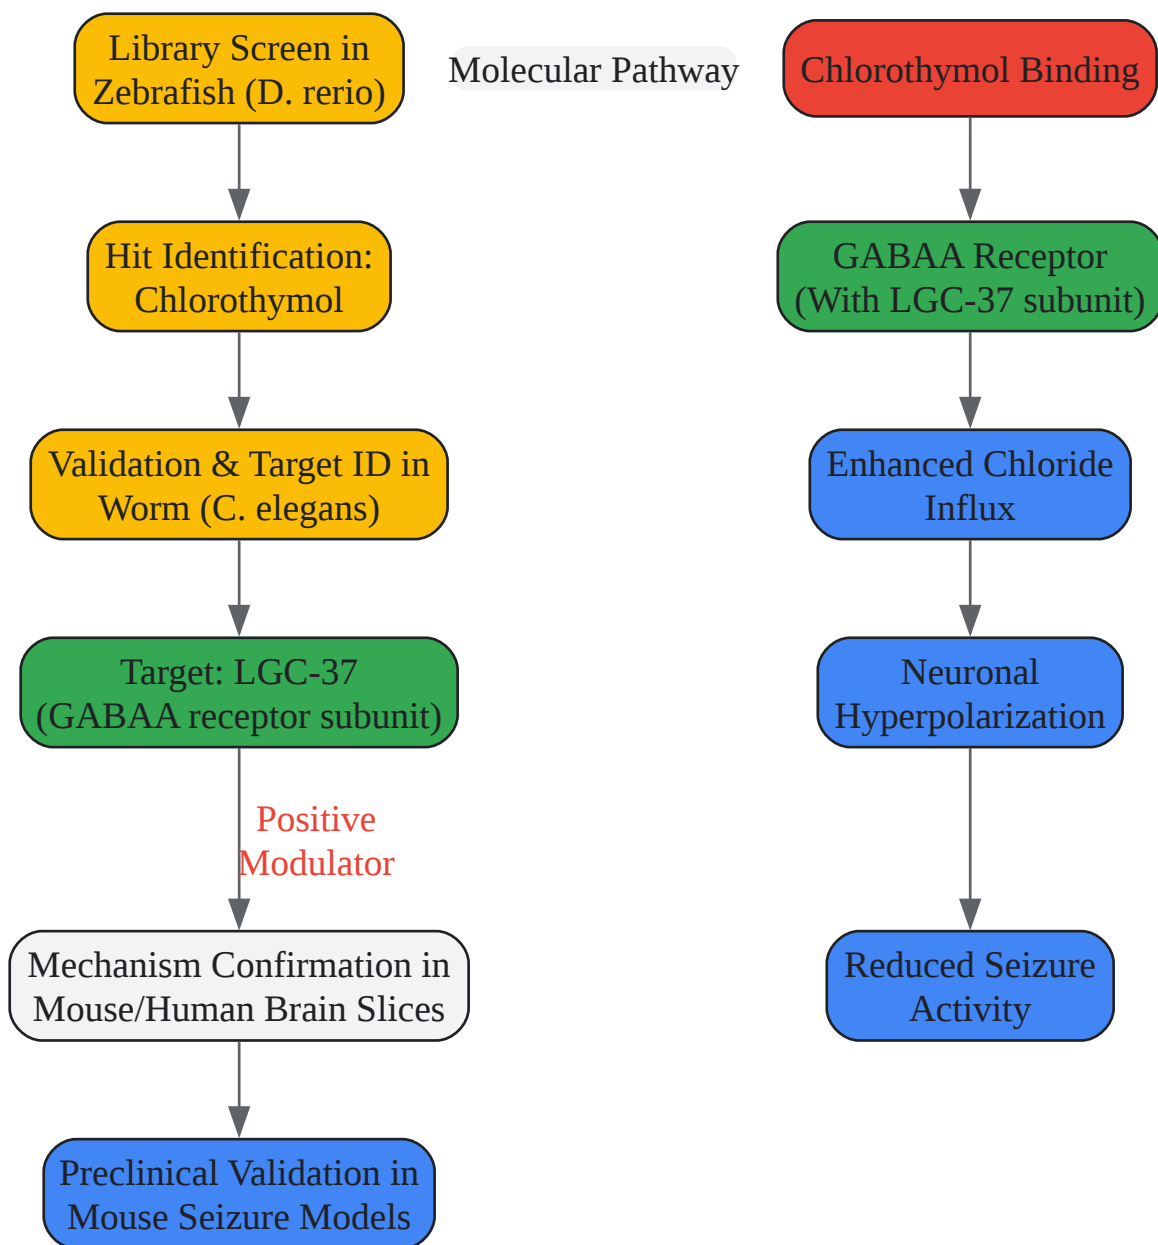 Library Screen in
Zebrafish (D. rerio)
Hit Identification:
Chlorothymol
Validation & Target ID in
Worm (C. elegans)
Target: LGC-37
(GABAA receptor subunit)
Positive
Modulator
Mechanism Confirmation in
Mouse/Human Brain Slices
Preclinical Validation in
Mouse Seizure Models
Molecular Pathway
Chlorothymol Binding
GABAA Receptor
(With LGC-37 subunit)
Enhanced Chloride
Influx
Neuronal
Hyperpolarization
Reduced Seizure
Activity